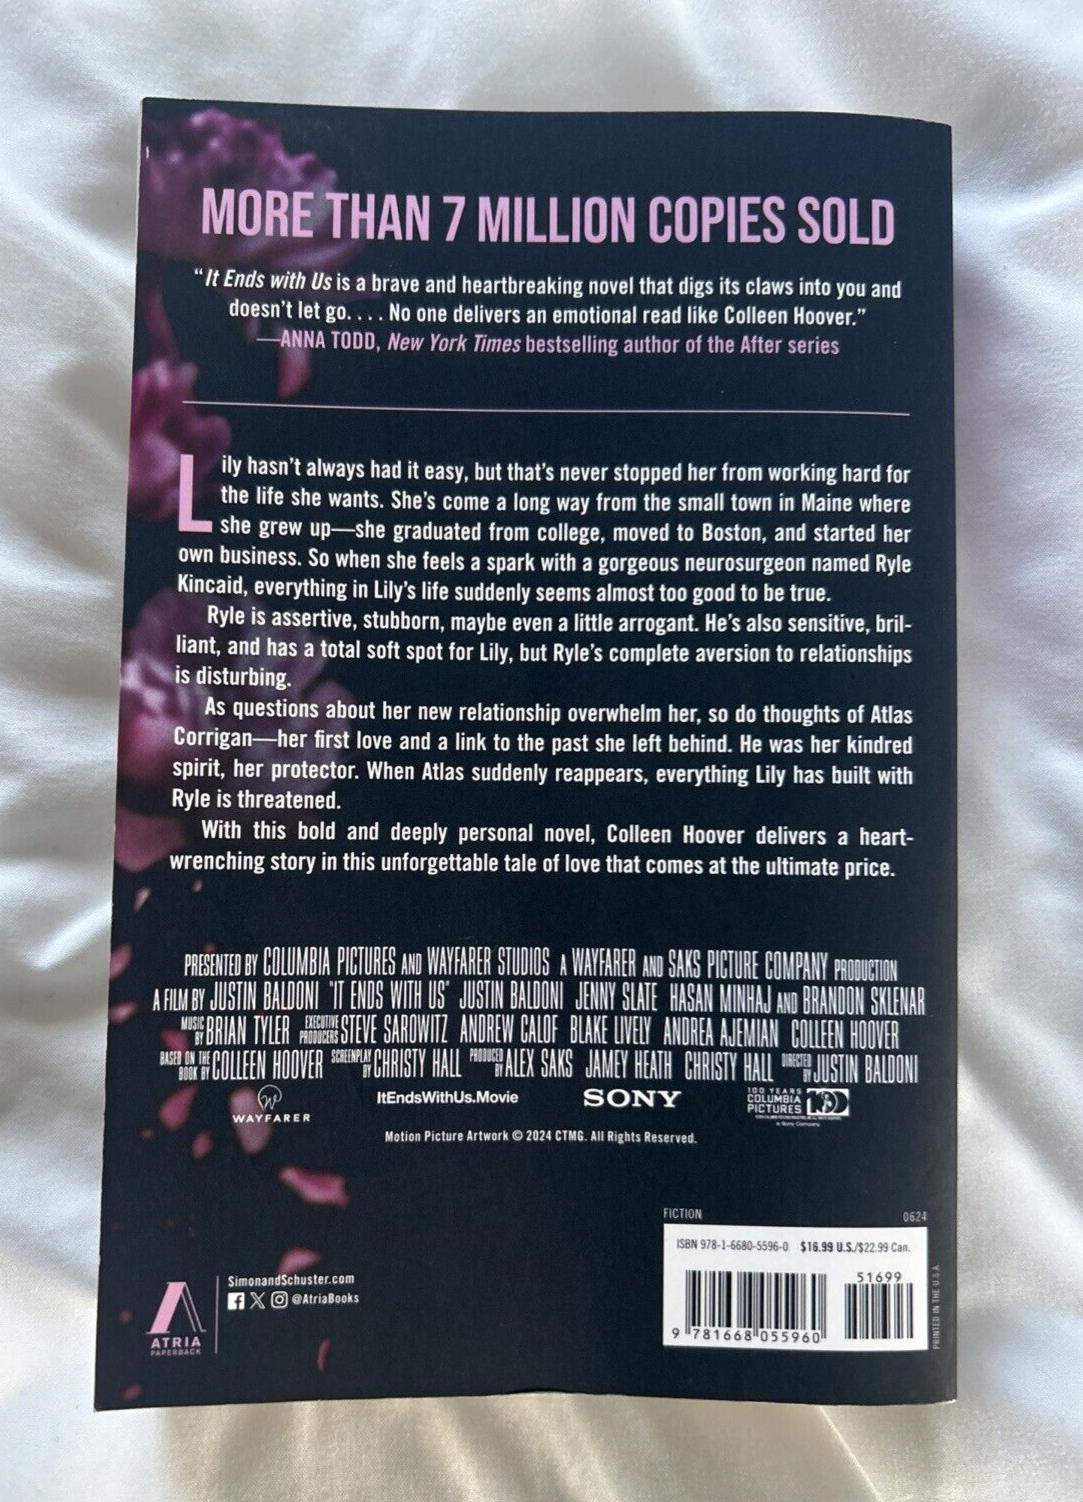 MORE THAN 7 MILLION COPIES SOLD
“It Ends with Us is a brave and heartbreaking novel that digs its claws into you and
doesn’t let go. . . . No one delivers an emotional read like Colleen Hoover.”
—ANNA TODD, New York Times bestselling author of the After series
Lily hasn’t always had it easy, but that’s never stopped her from working hard for
the life she wants. She’s come a long way from the small town in Maine where
she grew up—she graduated from college, moved to Boston, and started her
own business. So when she feels a spark with a gorgeous neurosurgeon named Ryle
Kincaid, everything in Lily’s life suddenly seems almost too good to be true.
Ryle is assertive, stubborn, maybe even a little arrogant. He’s also sensitive, bril-
liant, and has a total soft spot for Lily, but Ryle’s complete aversion to relationships
is disturbing.
As questions about her new relationship overwhelm her, so do thoughts of Atlas
Corrigan—her first love and a link to the past she left behind. He was her kindred
spirit, her protector. When Atlas suddenly reappears, everything Lily has built with
Ryle is threatened.
With this bold and deeply personal novel, Colleen Hoover delivers a heart-
wrenching story in this unforgettable tale of love that comes at the ultimate price.
PRESENTED BY COLUMBIA PICTURES AND WAYFARER STUDIOS A WAYFARER AND SAKS PICTURE COMPANY PRODUCTION
A FILM BY JUSTIN BALDONI "IT ENDS WITH US" JUSTIN BALDONI JENNY SLATE HASAN MINHAJ AND BRANDON SKLENAR
MUSIC BY BRIAN TYLER EXECUTIVE PRODUCERS STEVE SAROWITZ ANDREW CALOF BLAKE LIVELY ANDREA AJEMIAN COLLEEN HOOVER
BASED ON THE BOOK BY COLLEEN HOOVER SCREENPLAY BY CHRISTY HALL PRODUCED BY ALEX SAKS JAMEY HEATH CHRISTY HALL DIRECTED BY JUSTIN BALDONI
WAYFARER
ItEndsWithUs.Movie
SONY
100 YEARS
COLUMBIA
PICTURES
100
a Sony Company
Motion Picture Artwork © 2024 CTMG. All Rights Reserved.
FICTION 0624
ISBN 978-1-6680-5596-0 $16.99 U.S./$22.99 Can.
51699
9 781668 055960
PRINTED IN THE U.S.A
SimonandSchuster.com
@AtriaBooks
ATRIA
PAPERBACK